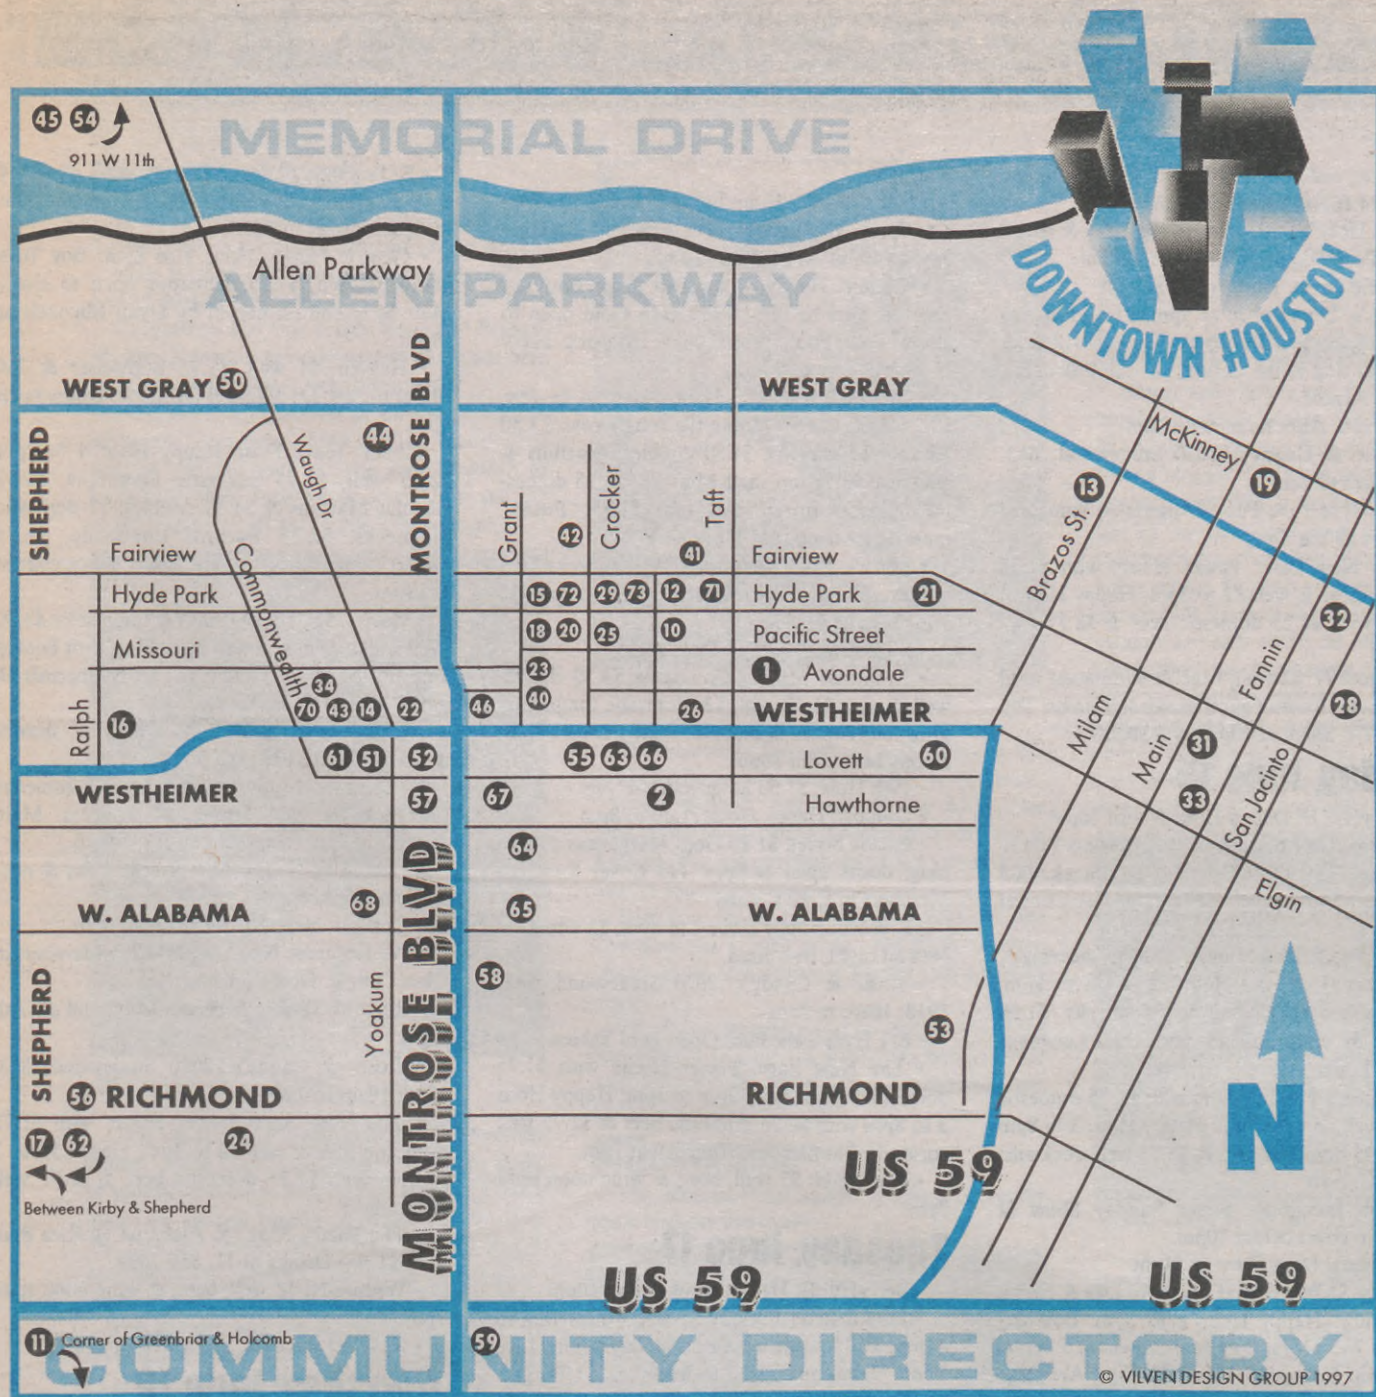 45 54
911 W 11th
MEMORIAL DRIVE
DOWNTOWN HOUSTON
Allen Parkway
ALLEN PARKWAY
MONTROSE BLVD
WEST GRAY 50
WEST GRAY
SHEPHERD
44
Waugh Dr
McKinney
13
19
Brazos St.
Grant
42
Crocker
Taft
41
Fairview
Commonwealth
Fairview
Hyde Park
15 72 29 73 12 71
Hyde Park
21
32
18 20 25 10
Pacific Street
Missouri
34
23
1 Avondale
Fannin
Ralph
16
70 43 14 22
46
40
26
WESTHEIMER
28
Milam
Main
31
San Jacinto
61 51 52
55 63 66
Lovett
60
WESTHEIMER
57
67
2
Hawthorne
33
64
MONTROSE BLVD
Elgin
W. ALABAMA
68
65
W. ALABAMA
58
SHEPHERD
Yoakum
53
56 RICHMOND
RICHMOND
N
17 62
24
Between Kirby & Shepherd
US 59
US 59
US 59
11 Corner of Greenbriar & Holcomb
59
COMMUNITY DIRECTORY
© VILVEN DESIGN GROUP 1997